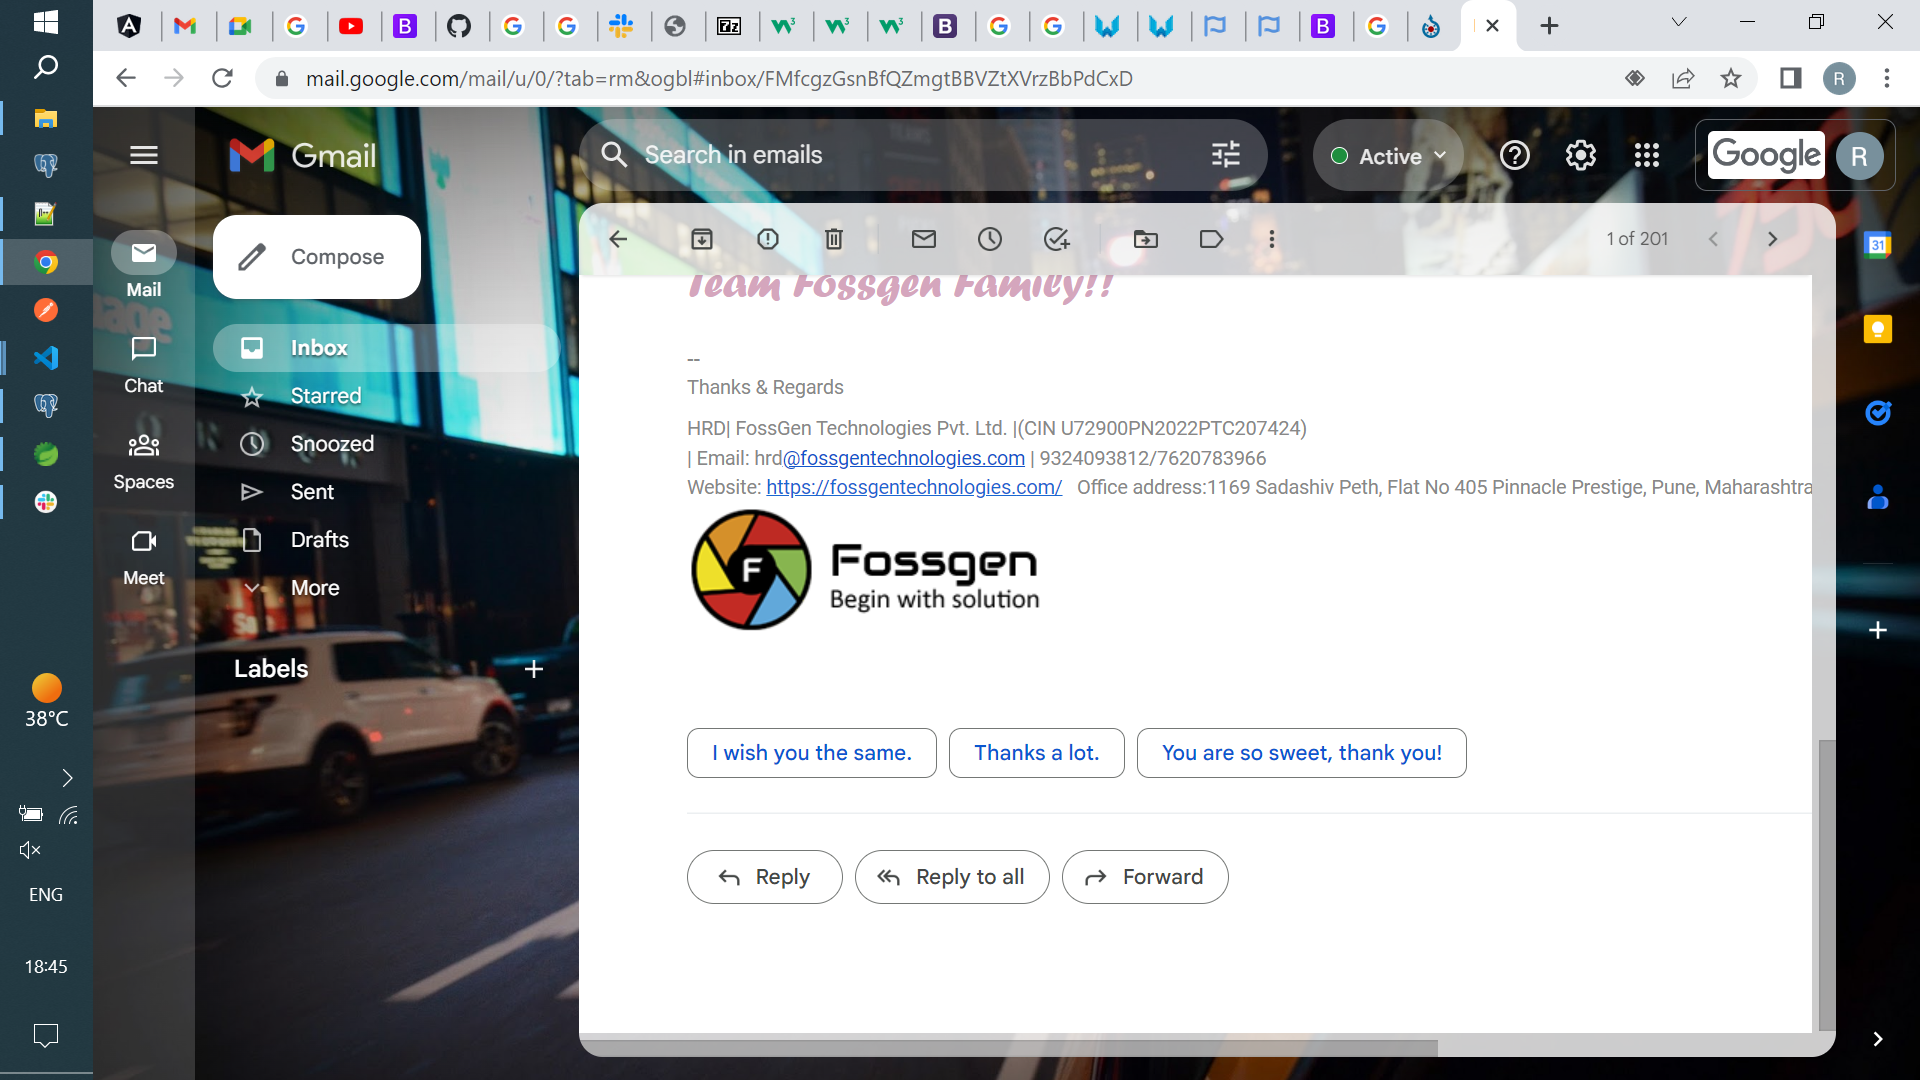 mail.google.com/mail/u/0/?tab=rm&ogbl#inbox/FMfcgzGsnBfQZmgtBBVZtXVrzBbPdCxD
R
Gmail
Search in emails
Active
Google
R
Compose
1 of 201
Mail
Inbox
Starred
Snoozed
Sent
Drafts
More
Labels
Chat
Spaces
Meet
Team Fossgen Family!!
--
Thanks & Regards
HRD| FossGen Technologies Pvt. Ltd. |(CIN U72900PN2022PTC207424)
| Email: hrd@fossgentechnologies.com | 9324093812/7620783966
Website: https://fossgentechnologies.com/ Office address:1169 Sadashiv Peth, Flat No 405 Pinnacle Prestige, Pune, Maharashtra
F
Fossgen
Begin with solution
I wish you the same.
Thanks a lot.
You are so sweet, thank you!
Reply
Reply to all
Forward
31
38°C
ENG
18:45